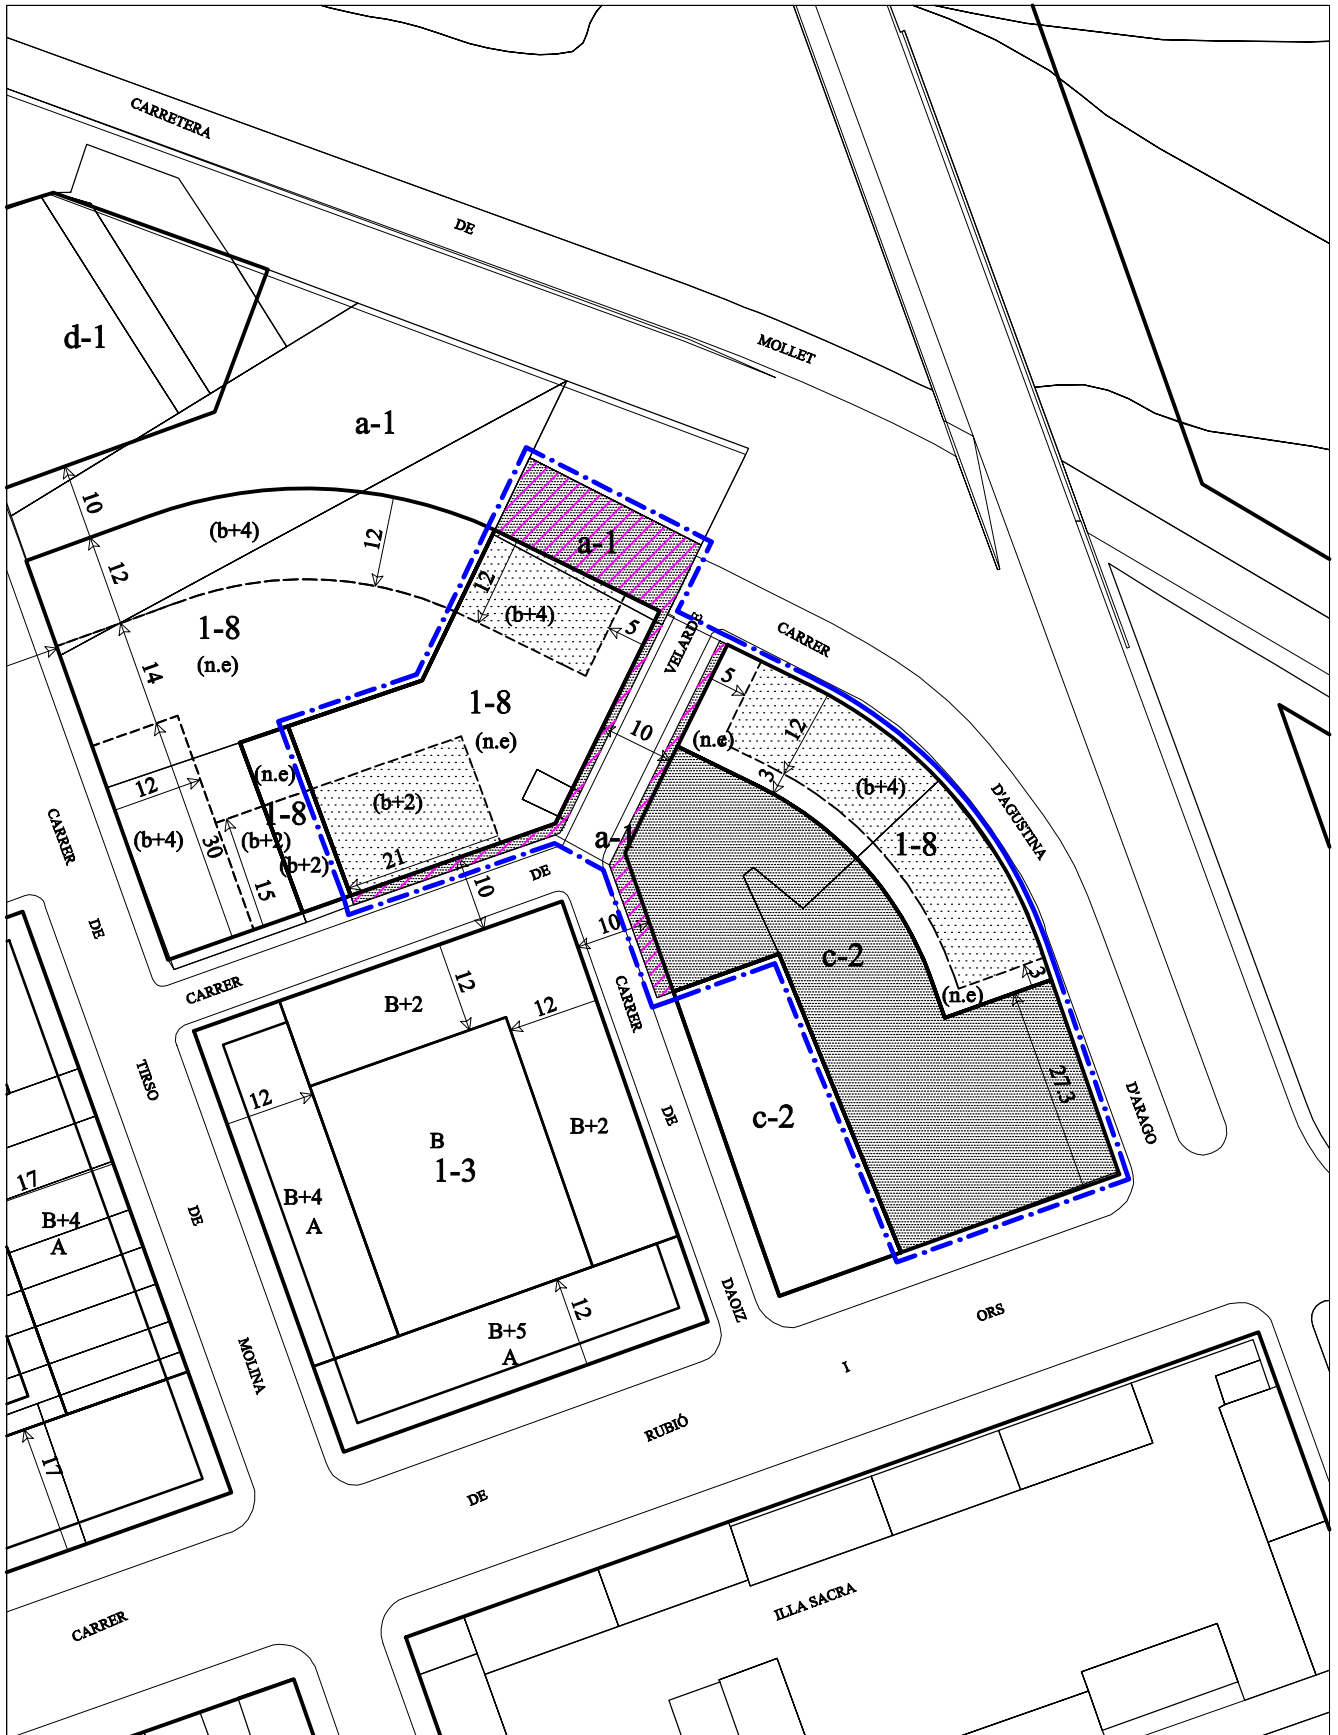 CARRETERA
DE
MOLLET
d-1
a-1
10
(b+4)
12
12
a-1
12
(b+4)
5
VELARDE
CARRER
1-8
(n.e)
14
1-8
(n.e)
5
10
(n.e)
12
3
(b+4)
D'AGUSTINA
1-8
12
(n.e)
1-8
(b+2)
(b+2)
(b+2)
(b+4)
30
15
21
a-1
CARRER
DE
10
DE
10
c-2
3
(n.e)
CARRER
CARRER
B+2
12
12
TIRSO
12
27.3
D'ARAGO
c-2
DE
B+2
B
1-3
B+4
A
17
B+4
A
DE
12
DAOIZ
ORS
B+5
A
I
MOLINA
RUBIÓ
17
DE
ILLA SACRA
CARRER